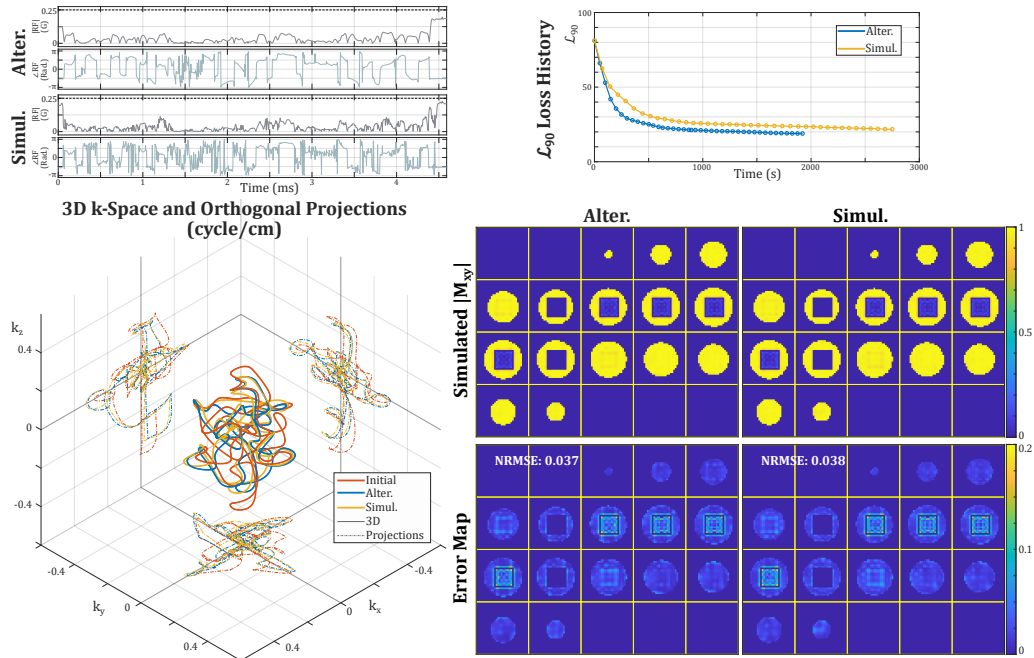 Alter.
|RF|
(G)
0.25
0
∠RF
(Rad.)
π
0
-π
Simul.
|RF|
(G)
0.25
0
∠RF
(Rad.)
π
0
-π
0 1 2 3 4
Time (ms)
ℒ90 Loss History
ℒ90
100
50
0
0 1000 2000 3000
Time (s)
Alter.
Simul.
3D k-Space and Orthogonal Projections
(cycle/cm)
kz
0.4
0
-0.4
-0.4
ky
0
0.4
-0.4
kx
0
0.4
Initial
Alter.
Simul.
3D
Projections
Alter. Simul.
Simulated |Mxy|
1
0.5
0
Error Map
NRMSE: 0.037 NRMSE: 0.038
0.2
0.1
0